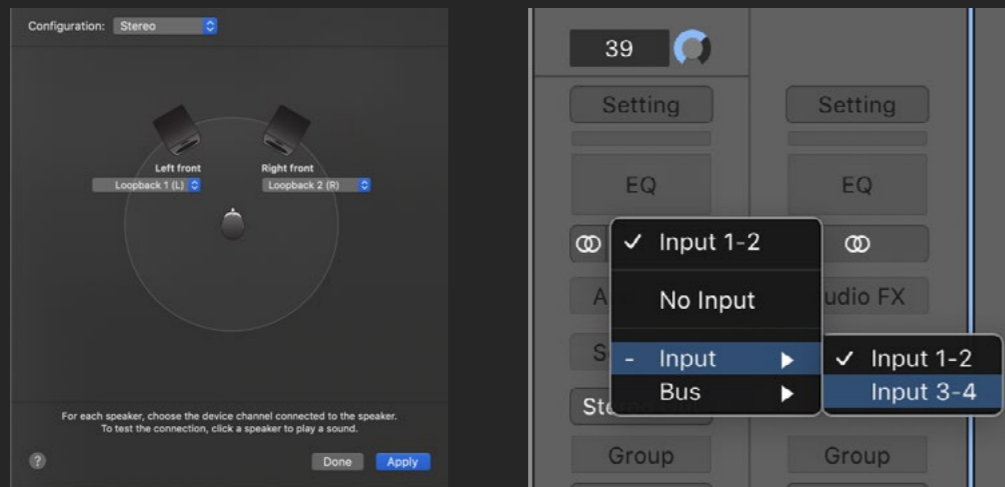 Configuration: Stereo
Left front
Right front
Loopback 1 (L)
Loopback 2 (R)
For each speaker, choose the device channel connected to the speaker.
To test the connection, click a speaker to play a sound.
?
Done
Apply
39
Setting
Setting
EQ
EQ
✓ Input 1-2
No Input
udio FX
- Input ▶
✓ Input 1-2
Bus ▶
Input 3-4
Group
Group